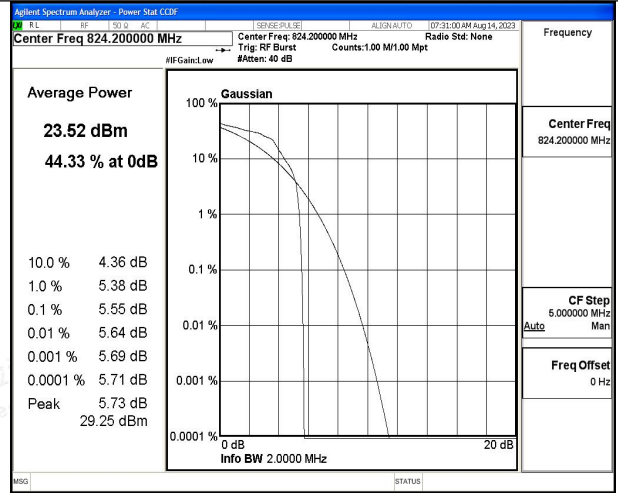 Agilent Spectrum Analyzer - Power Stat CCDF
RL RF 50 Ω AC SENSE:PULSE ALIGN AUTO 07:31:00 AM Aug 14, 2023
Center Freq 824.200000 MHz
Center Freq: 824.200000 MHz Radio Std: None
Trig: RF Burst Counts:1.00 M/1.00 Mpt
#IFGain:Low #Atten: 40 dB
Frequency
Average Power
23.52 dBm
44.33 % at 0dB
10.0 % 4.36 dB
1.0 % 5.38 dB
0.1 % 5.55 dB
0.01 % 5.64 dB
0.001 % 5.69 dB
0.0001 % 5.71 dB
Peak 5.73 dB
29.25 dBm
Gaussian
100 %
10 %
1 %
0.1 %
0.01 %
0.001 %
0.0001 %
0 dB 20 dB
Info BW 2.0000 MHz
Center Freq
824.200000 MHz
CF Step
5.000000 MHz
Auto Man
Freq Offset
0 Hz
MSG STATUS